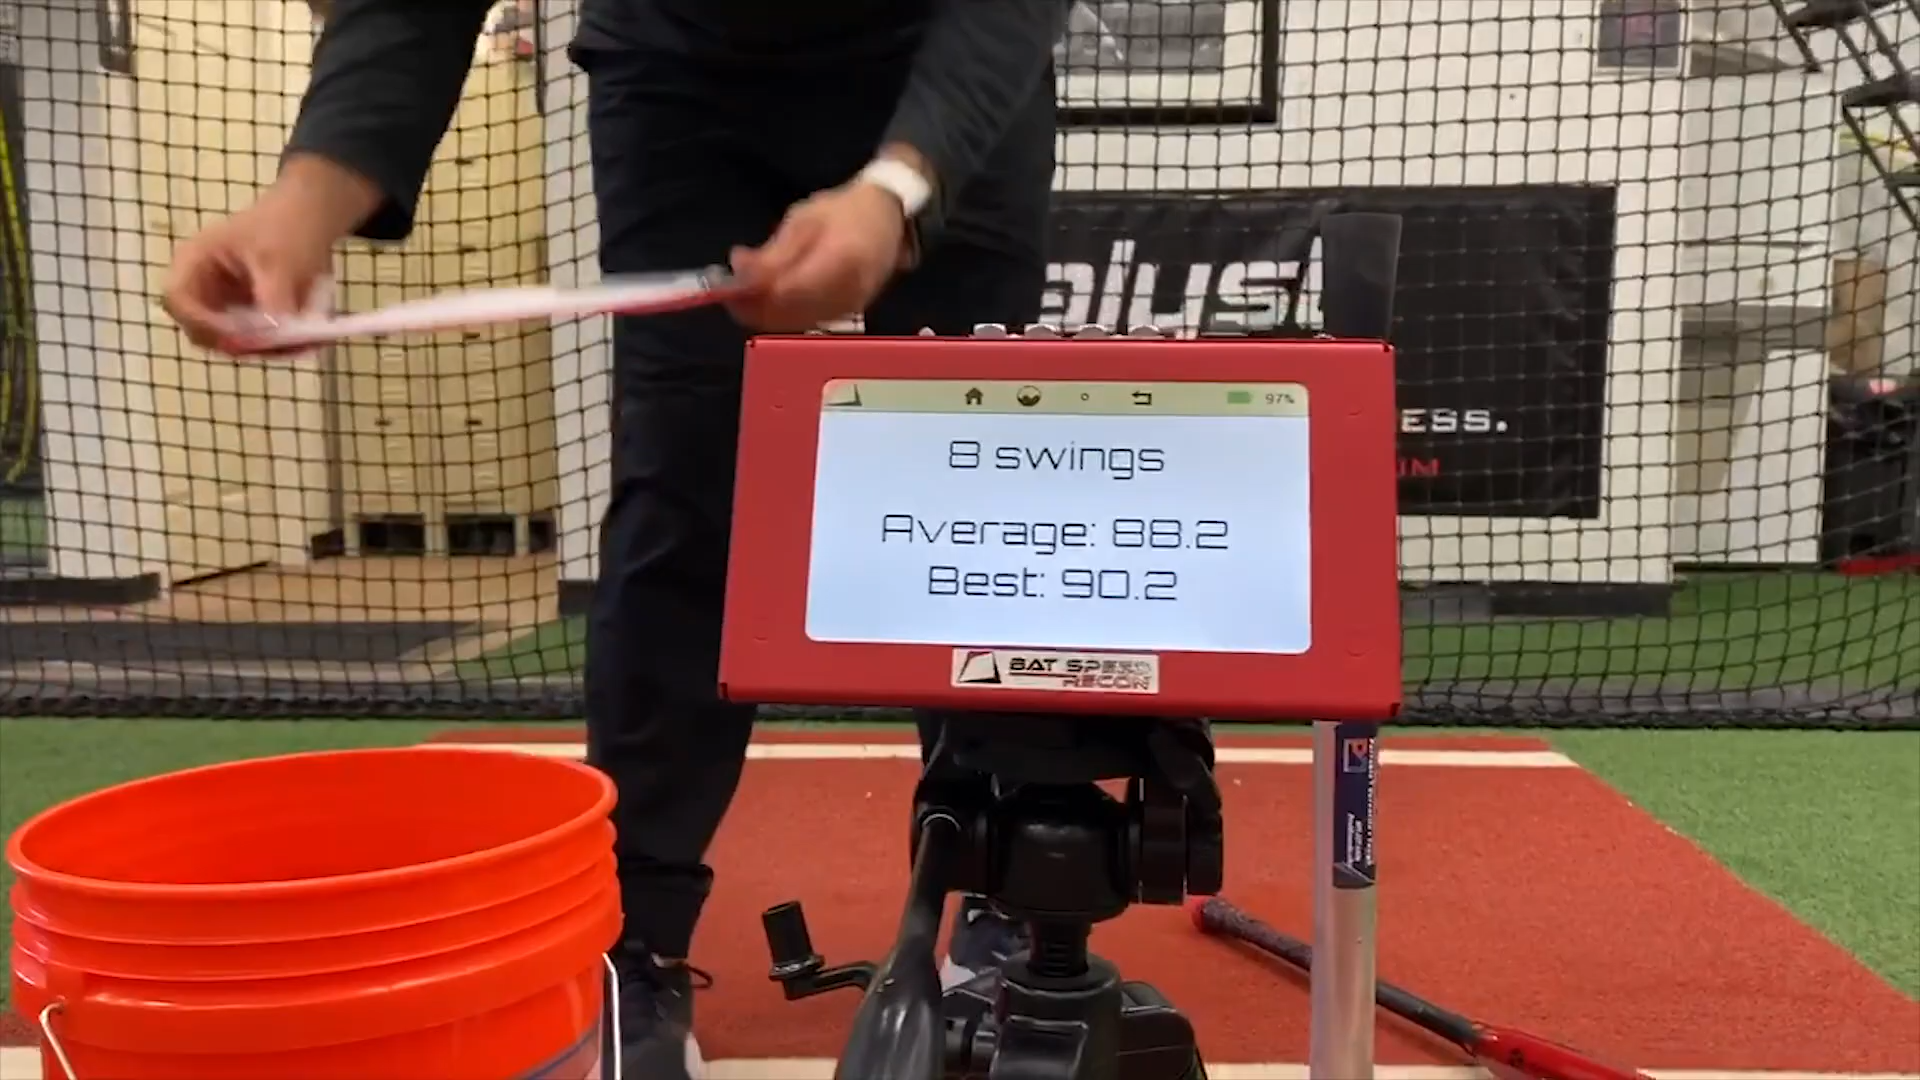 97%
8 swings
Average: 88.2
Best: 90.2
BAT SPEED
RECON
ESS.